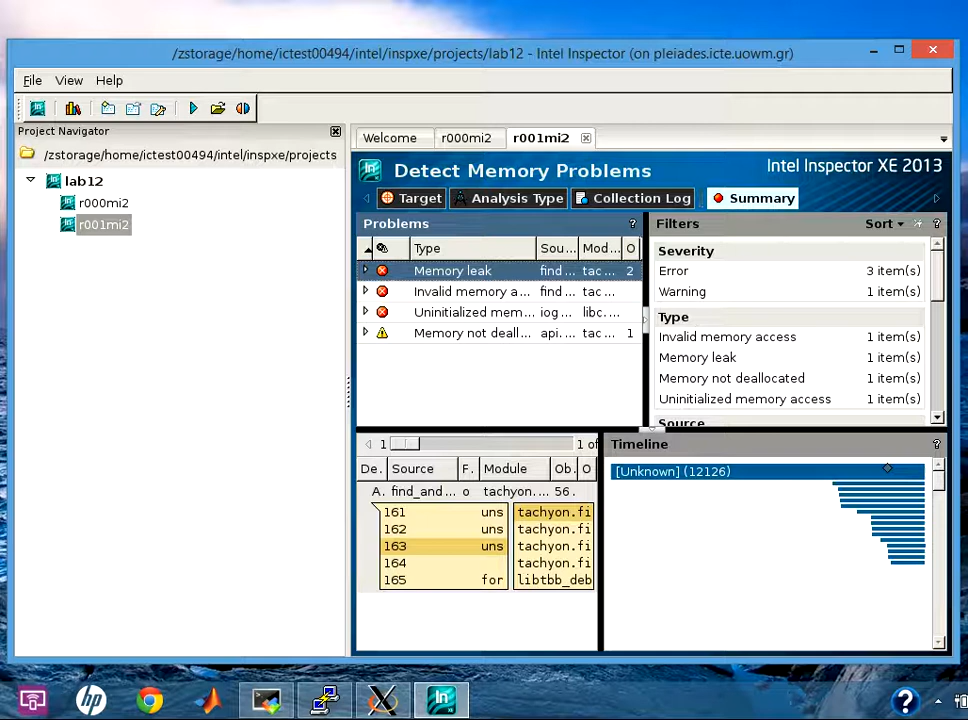 /zstorage/home/ictest00494/intel/inspxe/projects/lab12 - Intel Inspector (on pleiades.icte.uowm.gr)
File View Help
Project Navigator
/zstorage/home/ictest00494/intel/inspxe/projects
lab12
r000mi2
r001mi2
Welcome r000mi2 r001mi2
Detect Memory Problems
Intel Inspector XE 2013
Target Analysis Type Collection Log Summary
Problems ?
Type Sou... Mod... O
Memory leak find ... tac ... 2
Invalid memory a... find ... tac ...
Uninitialized mem... iog ... libc. ...
Memory not deall... api. ... tac ... 1
Filters Sort ?
Severity
Error 3 item(s)
Warning 1 item(s)
Type
Invalid memory access 1 item(s)
Memory leak 1 item(s)
Memory not deallocated 1 item(s)
Uninitialized memory access 1 item(s)
Source
1 1 of
De. Source F. Module Ob. O
A. find_and... o tachyon.... 56.
161 uns tachyon.fi
162 uns tachyon.fi
163 uns tachyon.fi
164 tachyon.fi
165 for libtbb_deb
Timeline ?
[Unknown] (12126)
hp
In
XE
?